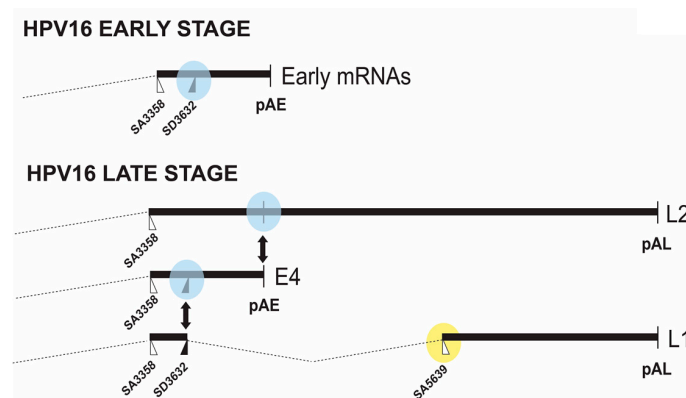 HPV16 EARLY STAGE
Early mRNAs
SA3358
SD3632
pAE
HPV16 LATE STAGE
L2
SA3358
pAL
E4
SA3358
pAE
L1
SA3358
SD3632
SA5639
pAL